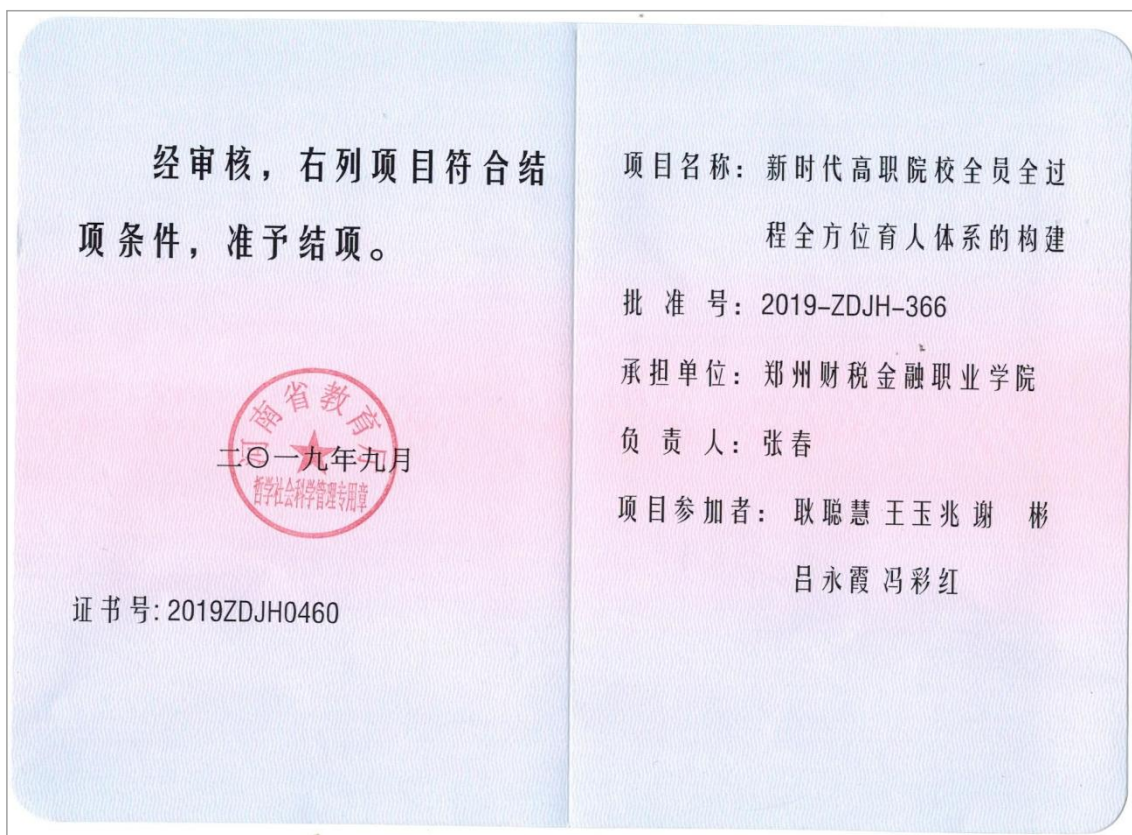 经审核，右列项目符合结
项条件，准予结项。
河南省教育厅
二〇一九年九月
哲学社会科学管理专用章
证书号: 2019ZDJH0460
项目名称：新时代高职院校全员全过
程全方位育人体系的构建
批 准 号：2019-ZDJH-366
承担单位：郑州财税金融职业学院
负 责 人：张春
项目参加者：耿聪慧 王玉兆 谢 彬
吕永霞 冯彩红